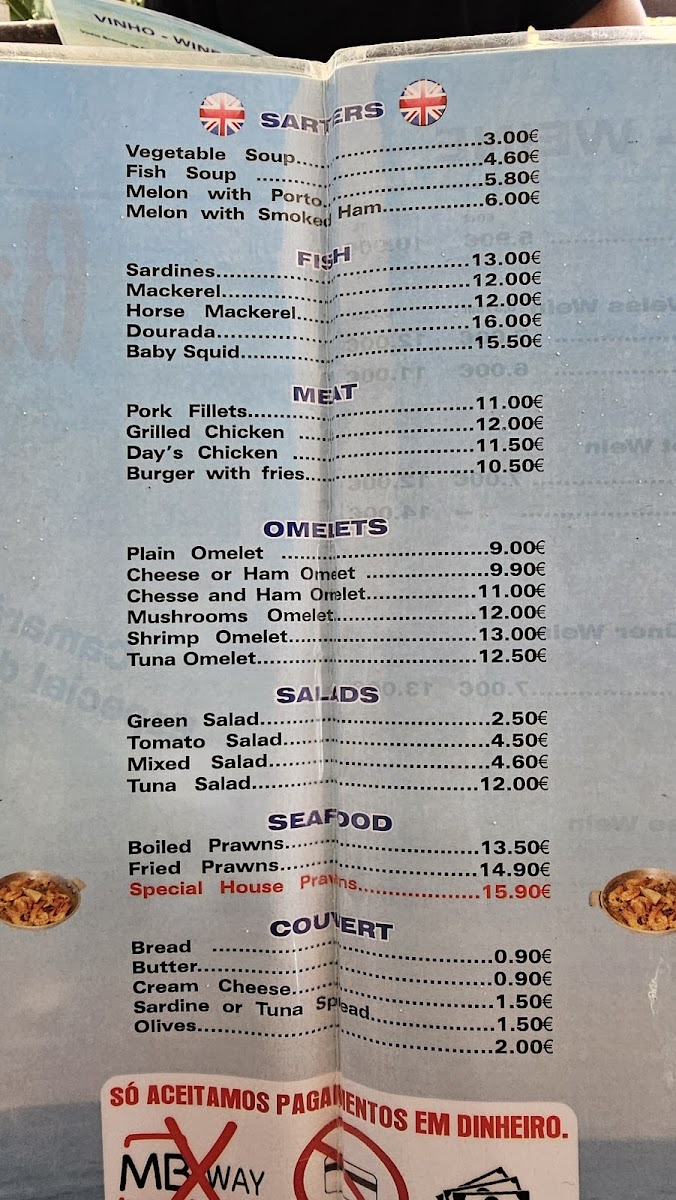 VINHO - WINE
SARTERS
Vegetable Soup..........................3.00€
Fish Soup ..........................4.60€
Melon with Porto..........................5.80€
Melon with Smoked Ham...............6.00€
FISH
Sardines..........................13.00€
Mackerel..........................12.00€
Horse Mackerel..........................12.00€
Dourada..........................16.00€
Baby Squid..........................15.50€
MEAT
Pork Fillets..........................11.00€
Grilled Chicken ..........................12.00€
Day's Chicken ..........................11.50€
Burger with fries..........................10.50€
OMELETS
Plain Omelet ..........................9.00€
Cheese or Ham Omeet ...............9.90€
Chesse and Ham Omelet...............11.00€
Mushrooms Omelet..........................12.00€
Shrimp Omelet..........................13.00€
Tuna Omelet..........................12.50€
SALADS
Green Salad..........................2.50€
Tomato Salad..........................4.50€
Mixed Salad..........................4.60€
Tuna Salad..........................12.00€
SEAFOOD
Boiled Prawns..........................13.50€
Fried Prawns..........................14.90€
Special House Prawns...............15.90€
COUVERT
Bread ..........................0.90€
Butter..........................0.90€
Cream Cheese..........................1.50€
Sardine or Tuna Spread...............1.50€
Olives..........................2.00€
SÓ ACEITAMOS PAGAMENTOS EM DINHEIRO.
MB WAY